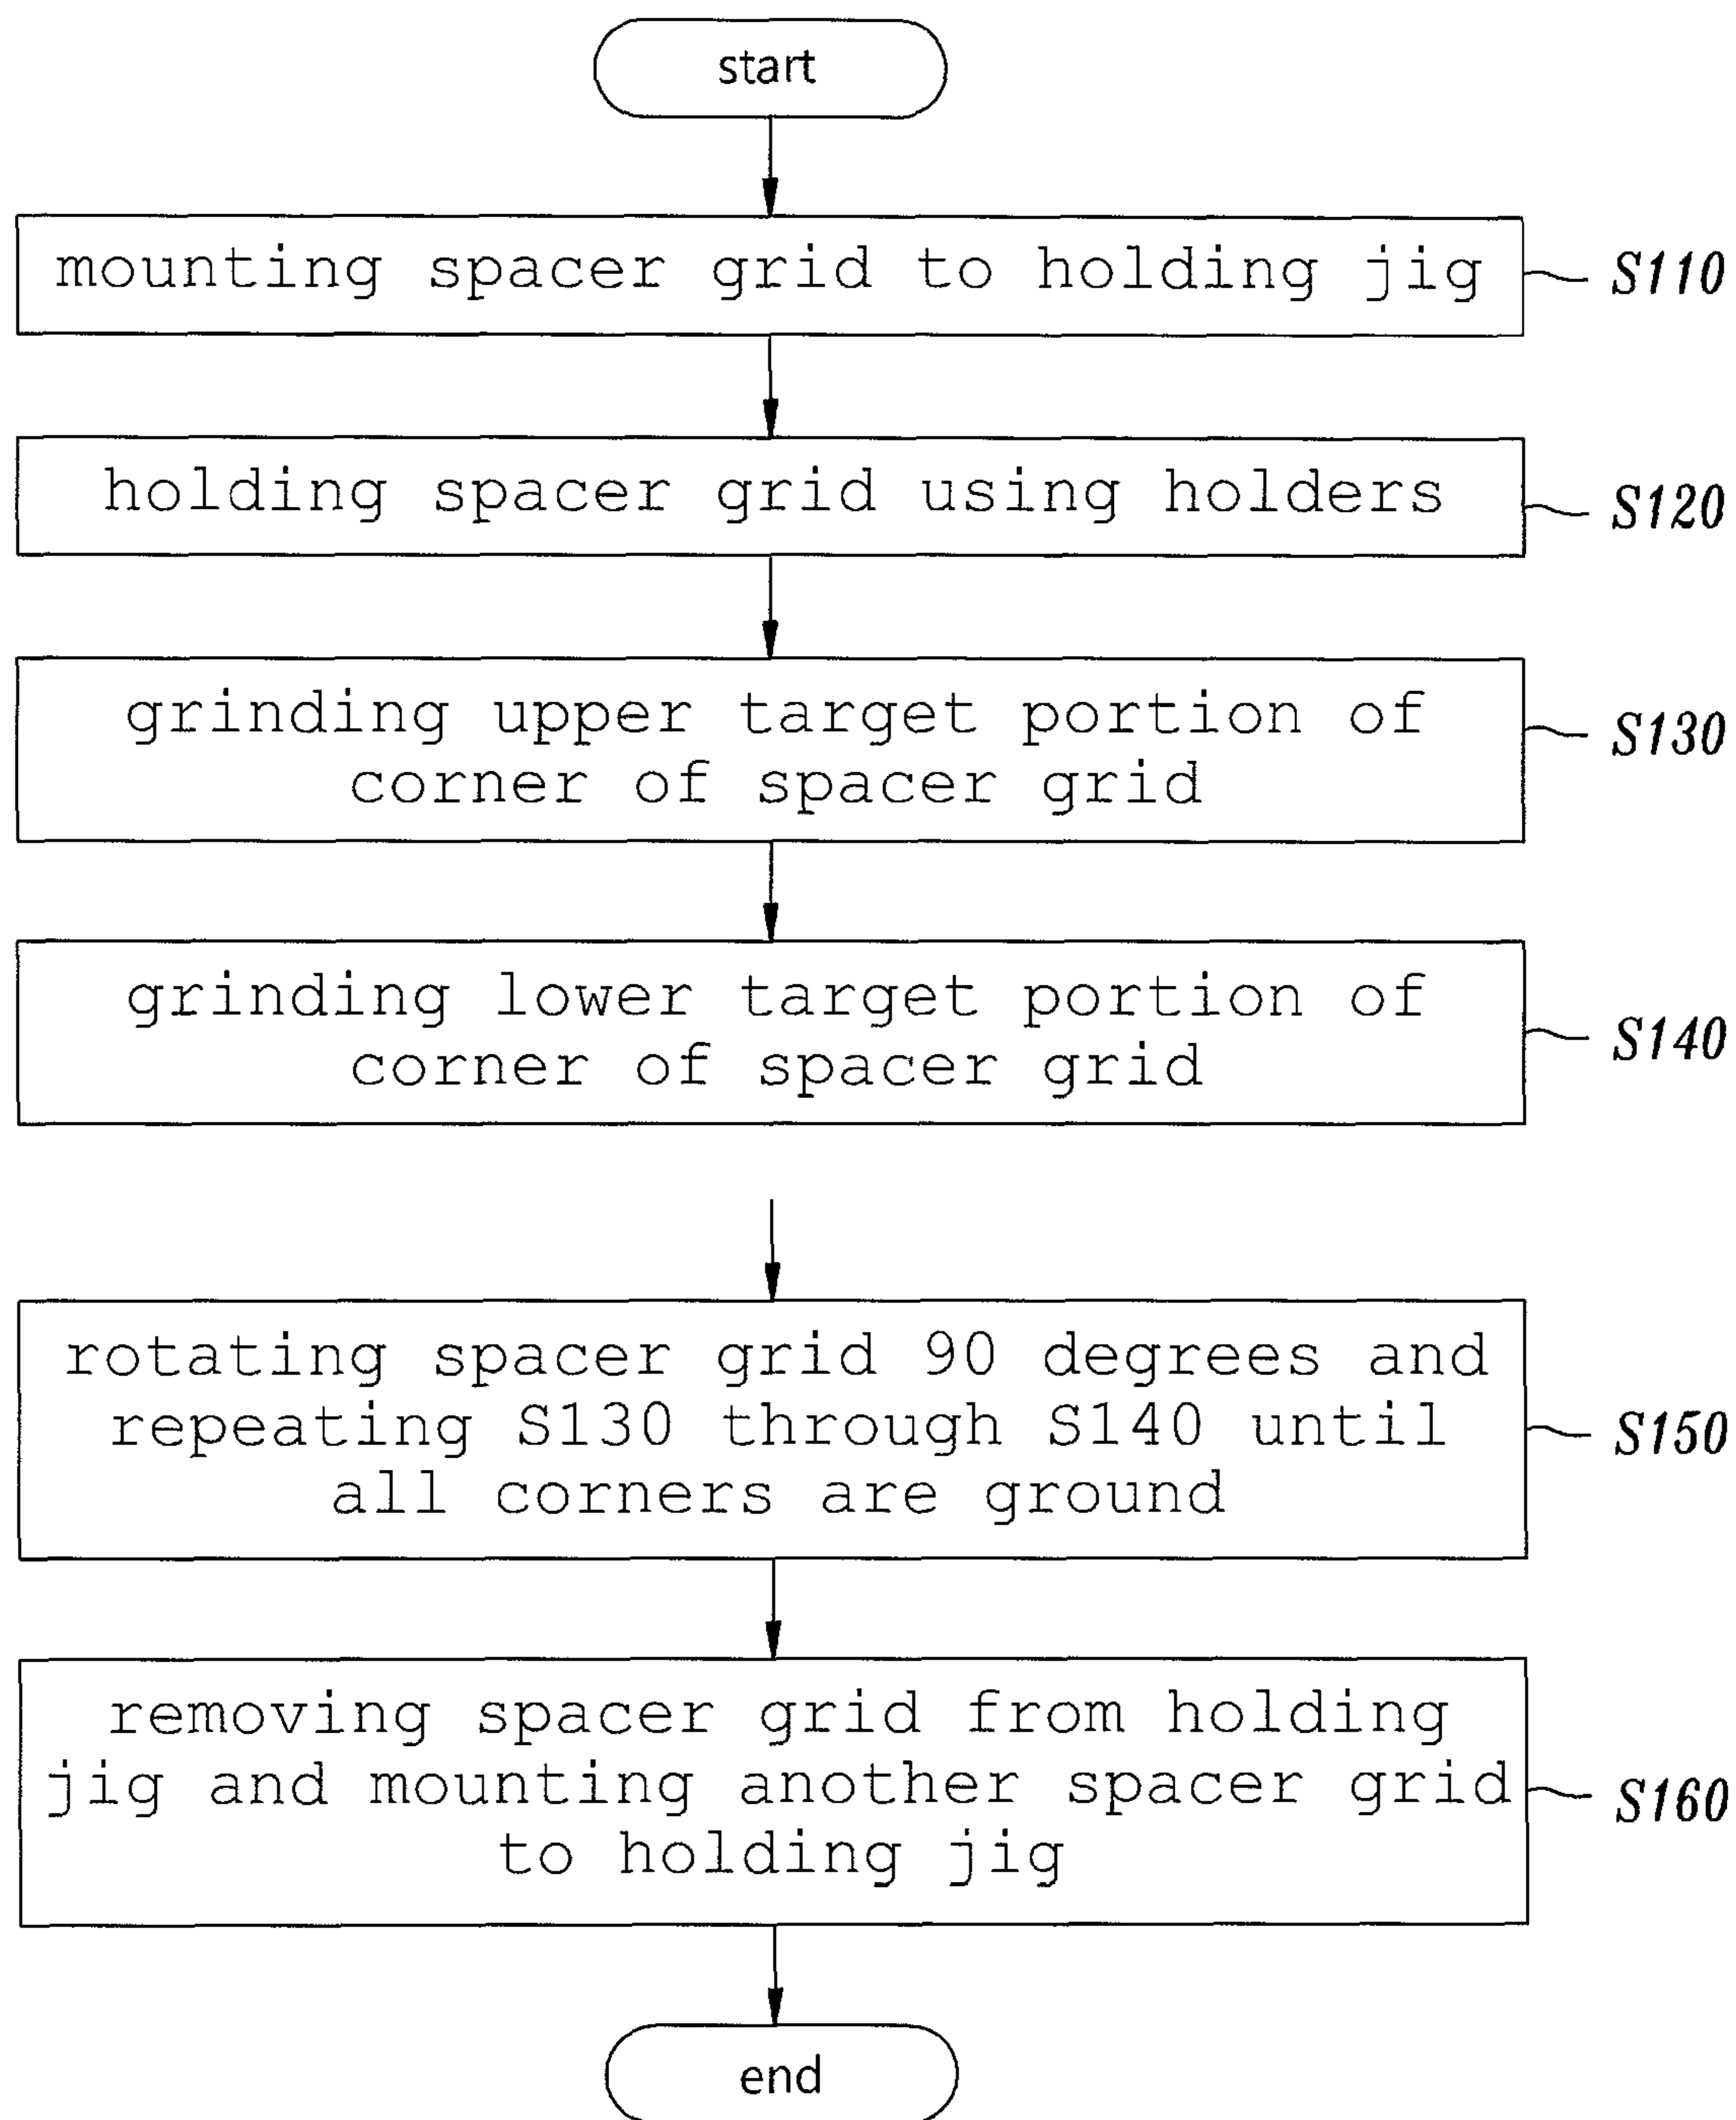 start
mounting spacer grid to holding jig
S110
holding spacer grid using holders
S120
grinding upper target portion of
corner of spacer grid
S130
grinding lower target portion of
corner of spacer grid
S140
rotating spacer grid 90 degrees and
repeating S130 through S140 until
all corners are ground
S150
removing spacer grid from holding
jig and mounting another spacer grid
to holding jig
S160
end